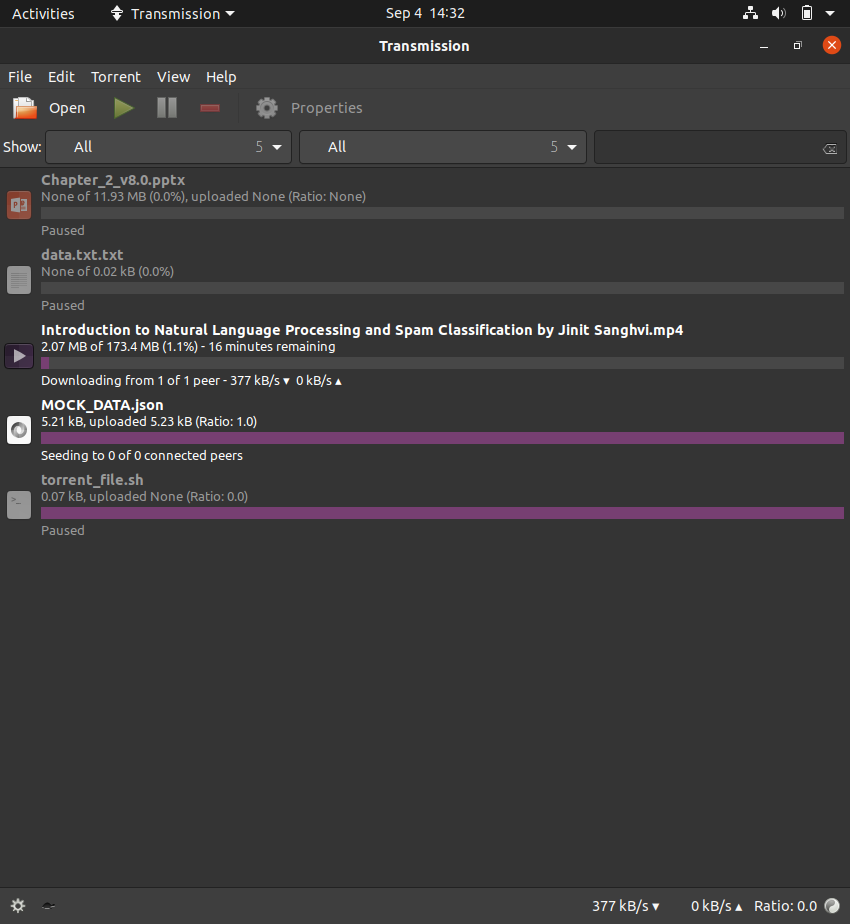 Activities Transmission Sep 4 14:32
Transmission
File Edit Torrent View Help
Open Properties
Show: All 5 All 5
Chapter_2_v8.0.pptx
None of 11.93 MB (0.0%), uploaded None (Ratio: None)
Paused
data.txt.txt
None of 0.02 kB (0.0%)
Paused
Introduction to Natural Language Processing and Spam Classification by Jinit Sanghvi.mp4
2.07 MB of 173.4 MB (1.1%) - 16 minutes remaining
Downloading from 1 of 1 peer - 377 kB/s ▾ 0 kB/s ▴
MOCK_DATA.json
5.21 kB, uploaded 5.23 kB (Ratio: 1.0)
Seeding to 0 of 0 connected peers
torrent_file.sh
0.07 kB, uploaded None (Ratio: 0.0)
Paused
377 kB/s ▾ 0 kB/s ▴ Ratio: 0.0